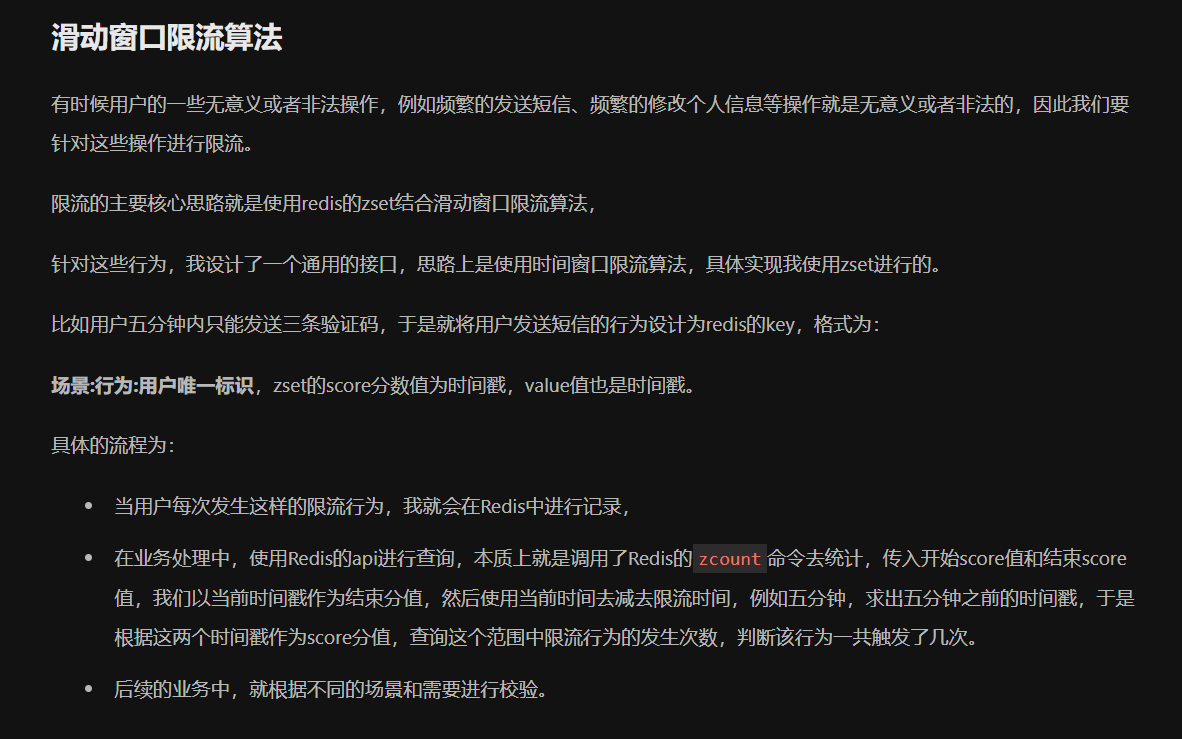 滑动窗口限流算法
有时候用户的一些无意义或者非法操作，例如频繁的发送短信、频繁的修改个人信息等操作就是无意义或者非法的，因此我们要
针对这些操作进行限流。
限流的主要核心思路就是使用redis的zset结合滑动窗口限流算法，
针对这些行为，我设计了一个通用的接口，思路上是使用时间窗口限流算法，具体实现我使用zset进行的。
比如用户五分钟内只能发送三条验证码，于是就将用户发送短信的行为设计为redis的key，格式为：
场景:行为:用户唯一标识，zset的score分数值为时间戳，value值也是时间戳。
具体的流程为：
• 当用户每次发生这样的限流行为，我就会在Redis中进行记录，
• 在业务处理中，使用Redis的api进行查询，本质上就是调用了Redis的 zcount 命令去统计，传入开始score值和结束score
值，我们以当前时间戳作为结束分值，然后使用当前时间去减去限流时间，例如五分钟，求出五分钟之前的时间戳，于是
根据这两个时间戳作为score分值，查询这个范围中限流行为的发生次数，判断该行为一共触发了几次。
• 后续的业务中，就根据不同的场景和需要进行校验。